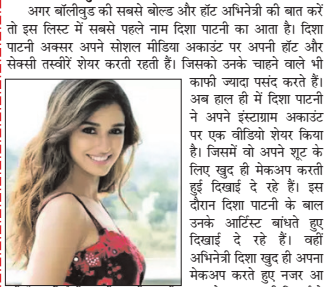 अगर बॉलीवुड की सबसे बोल्ड और हॉट अभिनेत्री की बात करें
तो इस लिस्ट में सबसे पहले नाम दिशा पाटनी का आता है। दिशा
पाटनी अक्सर अपने सोशल मीडिया अकाउंट पर अपनी हॉट और
सेक्सी तस्वीरें शेयर करती रहती हैं। जिसको उनके चाहने वाले भी
काफी ज्यादा पसंद करते हैं।
अब हाल ही में दिशा पाटनी
ने अपने इंस्टाग्राम अकाउंट
पर एक वीडियो शेयर किया
है। जिसमें वो अपने शूट के
लिए खुद ही मेकअप करती
हुई दिखाई दे रहे हैं। इस
दौरान दिशा पाटनी के बाल
उनके आर्टिस्ट बांधते हुए
दिखाई दे रहे हैं। वहीं
अभिनेत्री दिशा खुद ही अपना
मेकअप करते हुए नजर आ